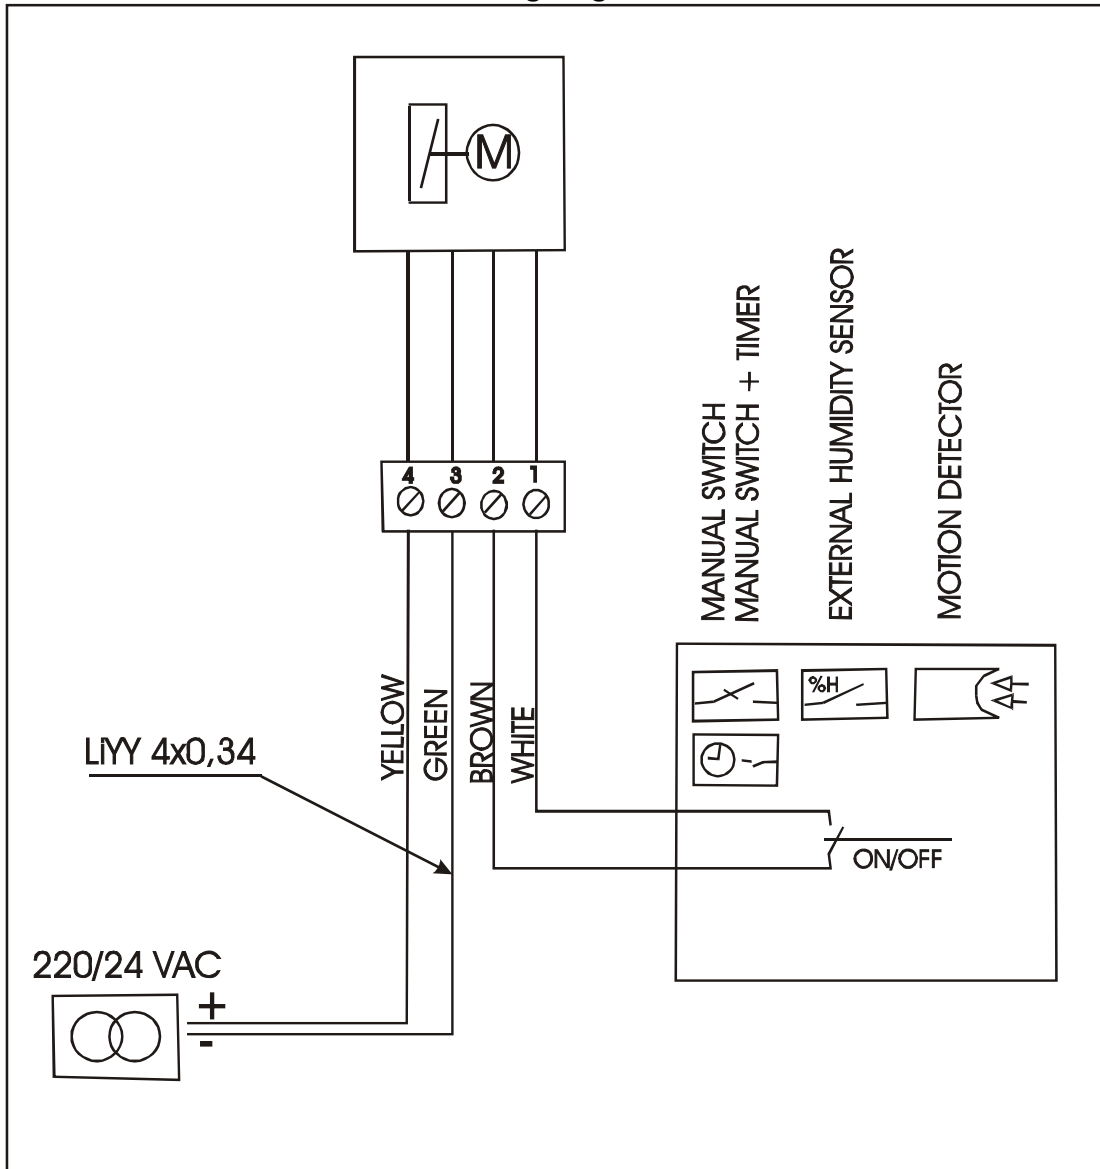 M
4 3 2 1
MANUAL SWITCH
MANUAL SWITCH + TIMER
EXTERNAL HUMIDITY SENSOR
MOTION DETECTOR
%H
YELLOW
GREEN
BROWN
WHITE
LiYY 4x0,34
ON/OFF
220/24 VAC
+
-